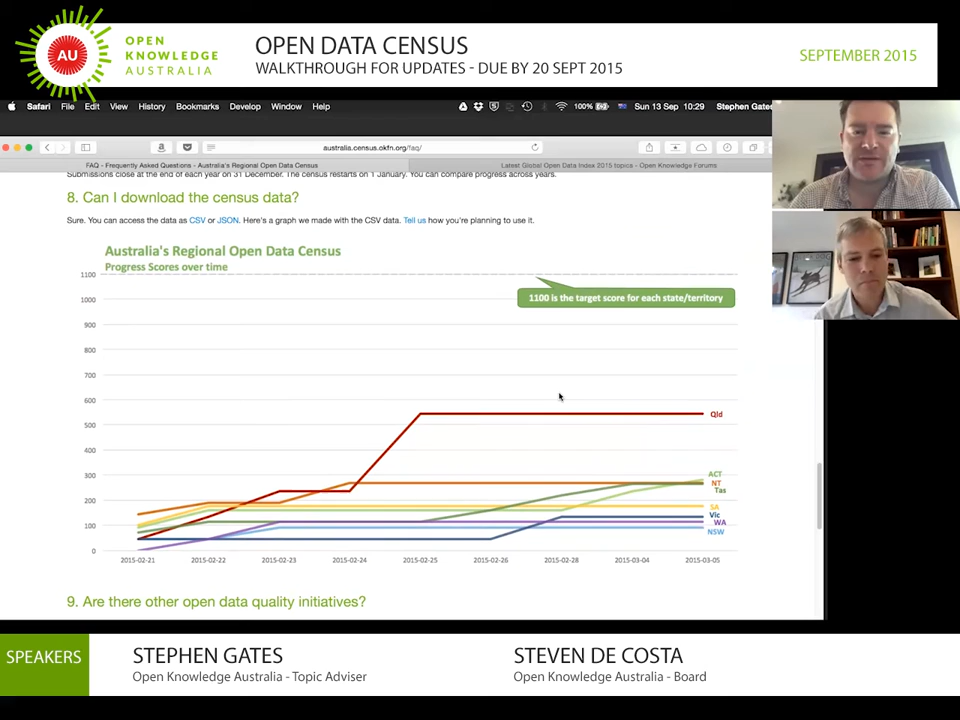 AU
OPEN
KNOWLEDGE
AUSTRALIA
OPEN DATA CENSUS
WALKTHROUGH FOR UPDATES - DUE BY 20 SEPT 2015
SEPTEMBER 2015
Safari File Edit View History Bookmarks Develop Window Help
100% Sun 13 Sep 10:29 Stephen Gates
australia.census.okfn.org/faq/
FAQ - Frequently Asked Questions - Australia's Regional Open Data Census
Latest Global Open Data Index 2015 topics - Open Knowledge Forums
Submissions close at the end of each year on 31 December. The census restarts on 1 January. You can compare progress across years.
8. Can I download the census data?
Sure. You can access the data as CSV or JSON. Here's a graph we made with the CSV data. Tell us how you're planning to use it.
Australia's Regional Open Data Census
Progress Scores over time
1100
1100 is the target score for each state/territory
1000
900
800
700
600
500
400
300
200
100
0
Qld
ACT
NT
Tas
SA
Vic
WA
NSW
2015-02-21 2015-02-22 2015-02-23 2015-02-24 2015-02-25 2015-02-26 2015-02-28 2015-03-04 2015-03-05
9. Are there other open data quality initiatives?
SPEAKERS
STEPHEN GATES
Open Knowledge Australia - Topic Adviser
STEVEN DE COSTA
Open Knowledge Australia - Board